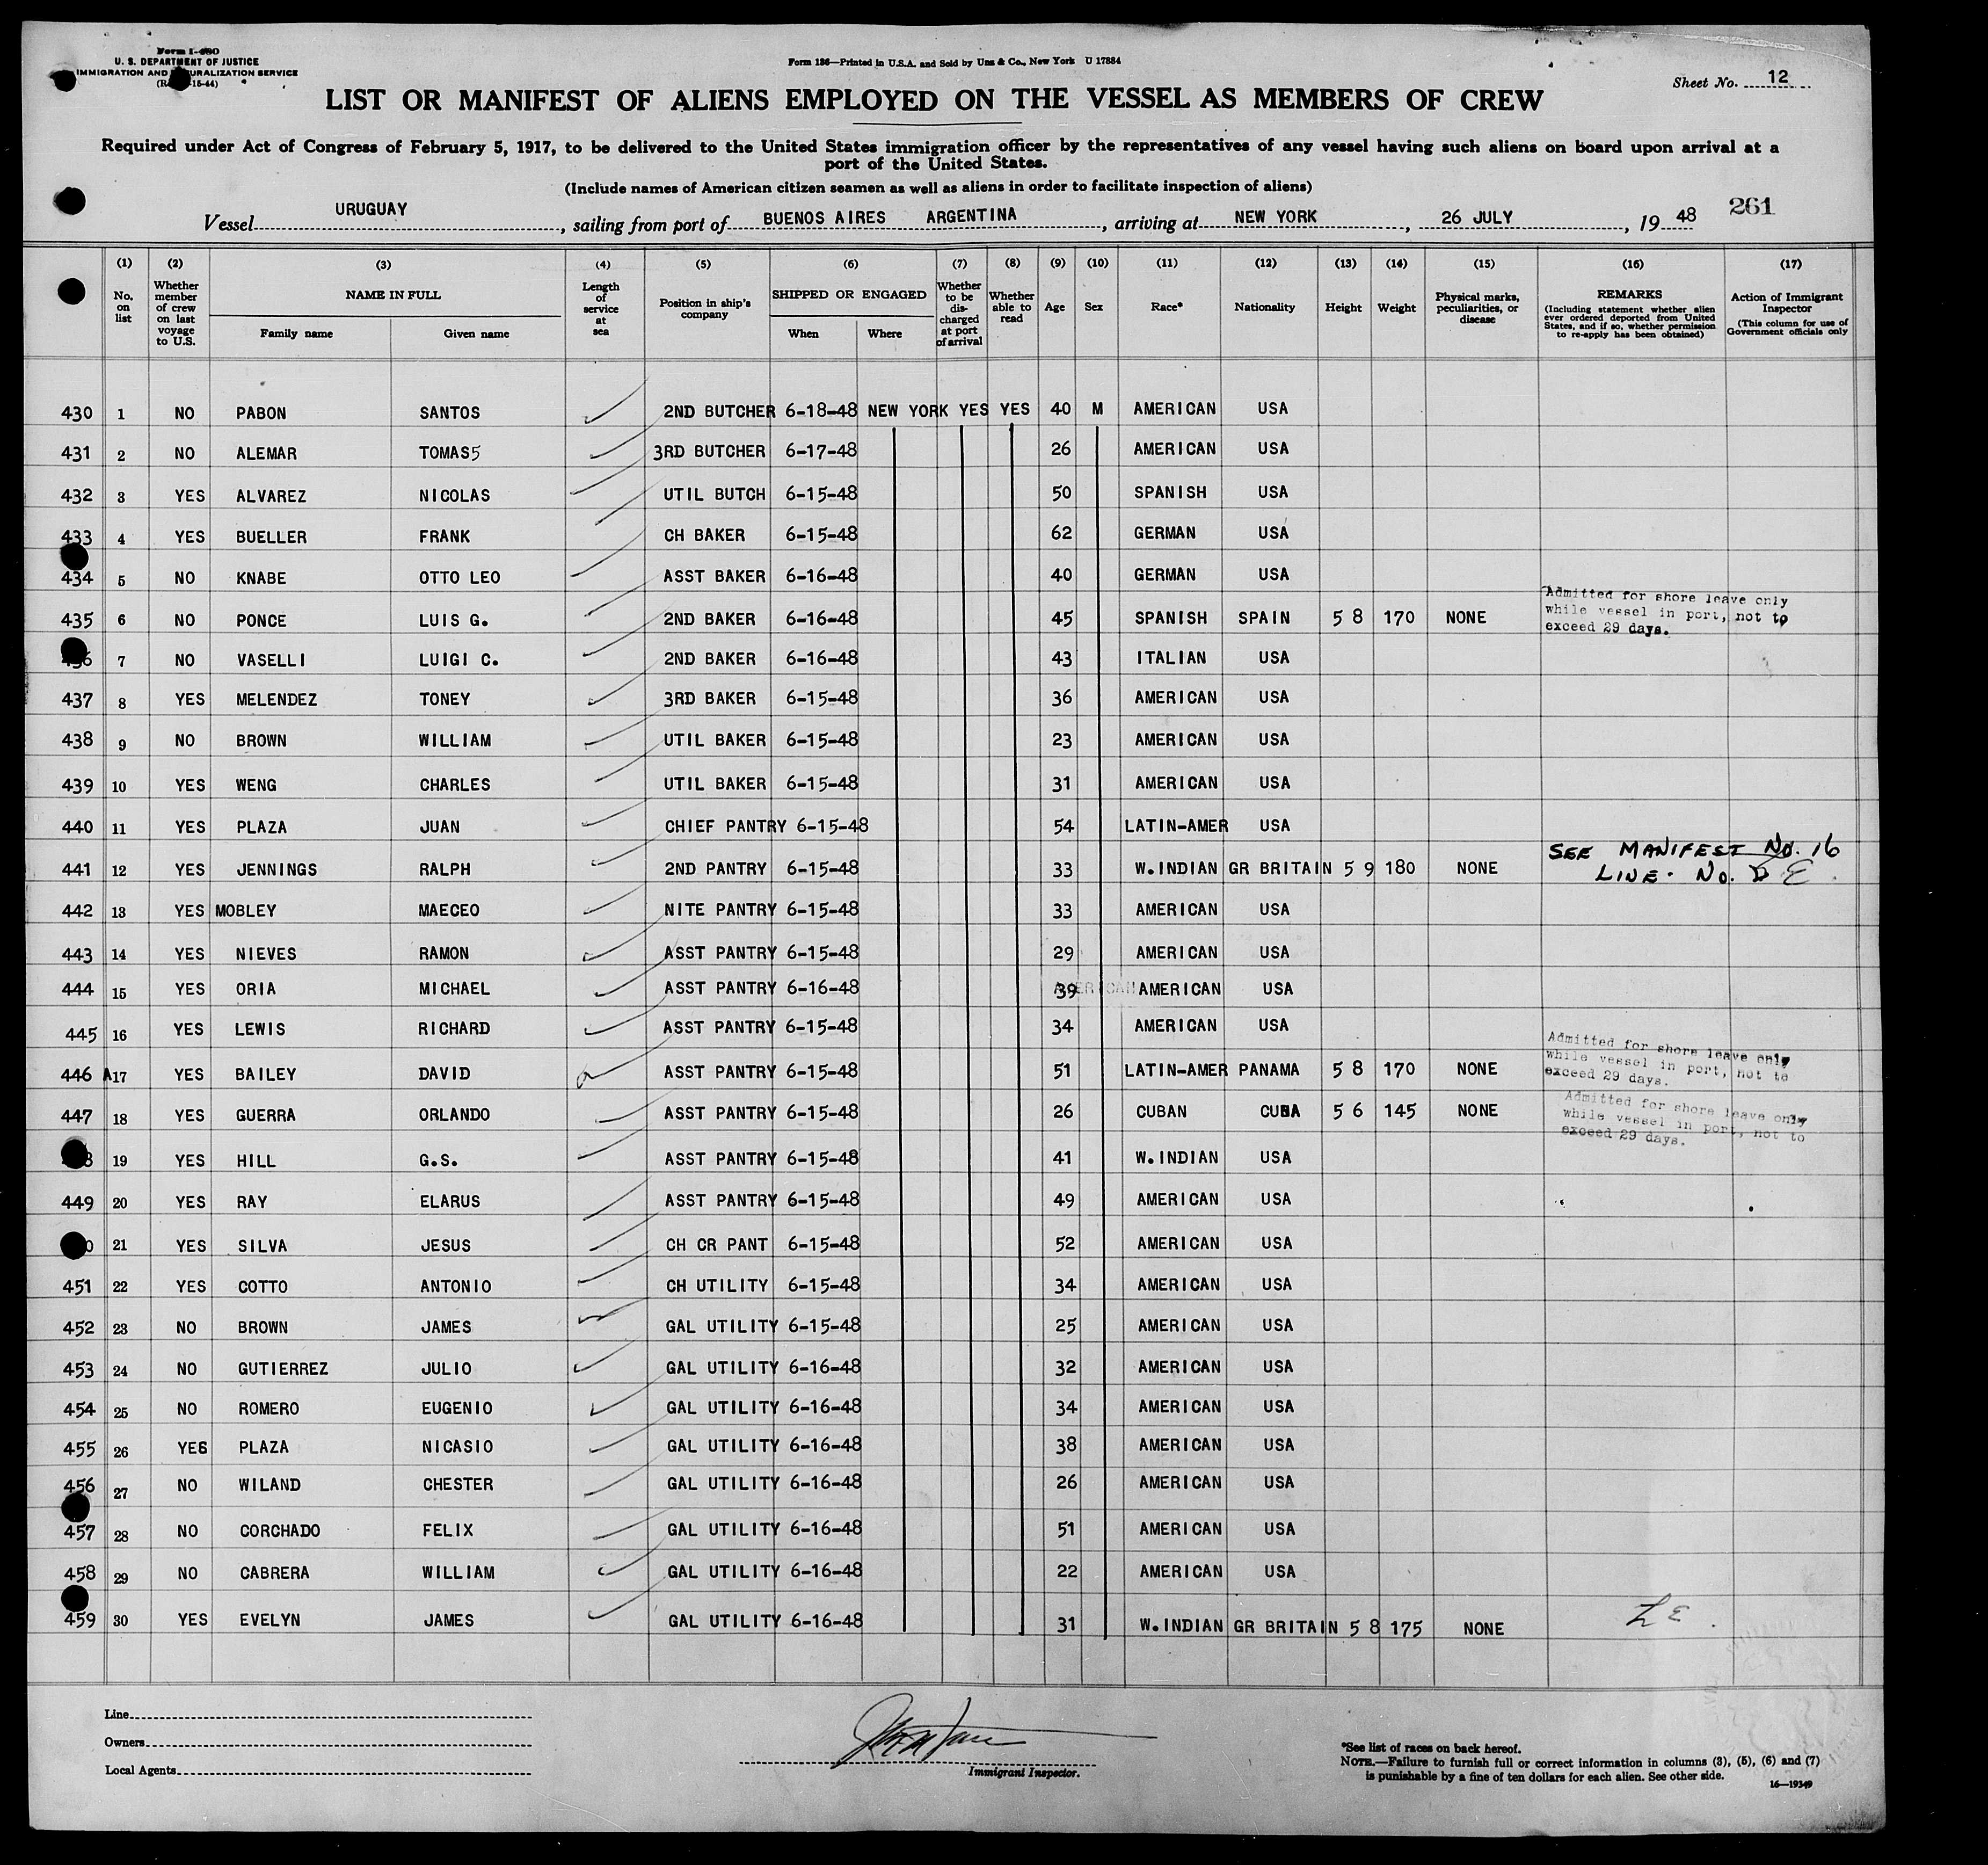 Form I-480
U. S. DEPARTMENT OF JUSTICE
IMMIGRATION AND NATURALIZATION SERVICE
Form 136—Printed in U.S.A. and Sold by Unz & Co., New York U 17884
Sheet No. 12
LIST OR MANIFEST OF ALIENS EMPLOYED ON THE VESSEL AS MEMBERS OF CREW
Required under Act of Congress of February 5, 1917, to be delivered to the United States immigration officer by the representatives of any vessel having such aliens on board upon arrival at a
port of the United States.
(Include names of American citizen seamen as well as aliens in order to facilitate inspection of aliens)
Vessel URUGUAY, sailing from port of BUENOS AIRES ARGENTINA, arriving at NEW YORK, 26 JULY, 19 48 261
(1) No. on list
(2) Whether member of crew on last voyage to U.S.
(3) NAME IN FULL
Family name Given name
(4) Length of service at sea
(5) Position in ship's company
(6) SHIPPED OR ENGAGED
When Where
(7) Whether to be discharged at port of arrival
(8) Whether able to read
(9) Age
(10) Sex
(11) Race*
(12) Nationality
(13) Height
(14) Weight
(15) Physical marks, peculiarities, or disease
(16) REMARKS
(Including statement whether alien ever ordered deported from United States, and if so, whether permission to re-apply has been obtained)
(17) Action of Immigrant Inspector
(This column for use of Government officials only
430 1 NO PABON SANTOS 2ND BUTCHER 6-18-48 NEW YORK YES YES 40 M AMERICAN USA
431 2 NO ALEMAR TOMAS5 3RD BUTCHER 6-17-48 26 AMERICAN USA
432 3 YES ALVAREZ NICOLAS UTIL BUTCH 6-15-48 50 SPANISH USA
433 4 YES BUELLER FRANK CH BAKER 6-15-48 62 GERMAN USA
434 5 NO KNABE OTTO LEO ASST BAKER 6-16-48 40 GERMAN USA
435 6 NO PONCE LUIS G. 2ND BAKER 6-16-48 45 SPANISH SPAIN 5 8 170 NONE Admitted for shore leave only while vessel in port, not to exceed 29 days.
7 NO VASELLI LUIGI C. 2ND BAKER 6-16-48 43 ITALIAN USA
437 8 YES MELENDEZ TONEY 3RD BAKER 6-15-48 36 AMERICAN USA
438 9 NO BROWN WILLIAM UTIL BAKER 6-15-48 23 AMERICAN USA
439 10 YES WENG CHARLES UTIL BAKER 6-15-48 31 AMERICAN USA
440 11 YES PLAZA JUAN CHIEF PANTRY 6-15-48 54 LATIN-AMER USA
441 12 YES JENNINGS RALPH 2ND PANTRY 6-15-48 33 W.INDIAN GR BRITAIN 5 9 180 NONE SEE MANIFEST NO. 16 LINE. NO. E
442 13 YES MOBLEY MAECEO NITE PANTRY 6-15-48 33 AMERICAN USA
443 14 YES NIEVES RAMON ASST PANTRY 6-15-48 29 AMERICAN USA
444 15 YES ORIA MICHAEL ASST PANTRY 6-16-48 39 AMERICAN USA
445 16 YES LEWIS RICHARD ASST PANTRY 6-15-48 34 AMERICAN USA
446 A17 YES BAILEY DAVID ASST PANTRY 6-15-48 51 LATIN-AMER PANAMA 5 8 170 NONE Admitted for shore leave only while vessel in port, not to exceed 29 days.
447 18 YES GUERRA ORLANDO ASST PANTRY 6-15-48 26 CUBAN CUBA 5 6 145 NONE Admitted for shore leave only while vessel in port, not to exceed 29 days.
19 YES HILL G.S. ASST PANTRY 6-15-48 41 W.INDIAN USA
449 20 YES RAY ELARUS ASST PANTRY 6-15-48 49 AMERICAN USA
21 YES SILVA JESUS CH CR PANT 6-15-48 52 AMERICAN USA
451 22 YES COTTO ANTONIO CH UTILITY 6-15-48 34 AMERICAN USA
452 23 NO BROWN JAMES GAL UTILITY 6-15-48 25 AMERICAN USA
453 24 NO GUTIERREZ JULIO GAL UTILITY 6-16-48 32 AMERICAN USA
454 25 NO ROMERO EUGENIO GAL UTILITY 6-16-48 34 AMERICAN USA
455 26 YES PLAZA NICASIO GAL UTILITY 6-16-48 38 AMERICAN USA
456 27 NO WILAND CHESTER GAL UTILITY 6-16-48 26 AMERICAN USA
457 28 NO CORCHADO FELIX GAL UTILITY 6-16-48 51 AMERICAN USA
458 29 NO CABRERA WILLIAM GAL UTILITY 6-16-48 22 AMERICAN USA
459 30 YES EVELYN JAMES GAL UTILITY 6-16-48 31 W.INDIAN GR BRITAIN 5 8 175 NONE
Line
Owners
Local Agents
Immigrant Inspector.
*See list of races on back hereof.
NOTE.—Failure to furnish full or correct information in columns (3), (5), (6) and (7)
is punishable by a fine of ten dollars for each alien. See other side.
16—19349